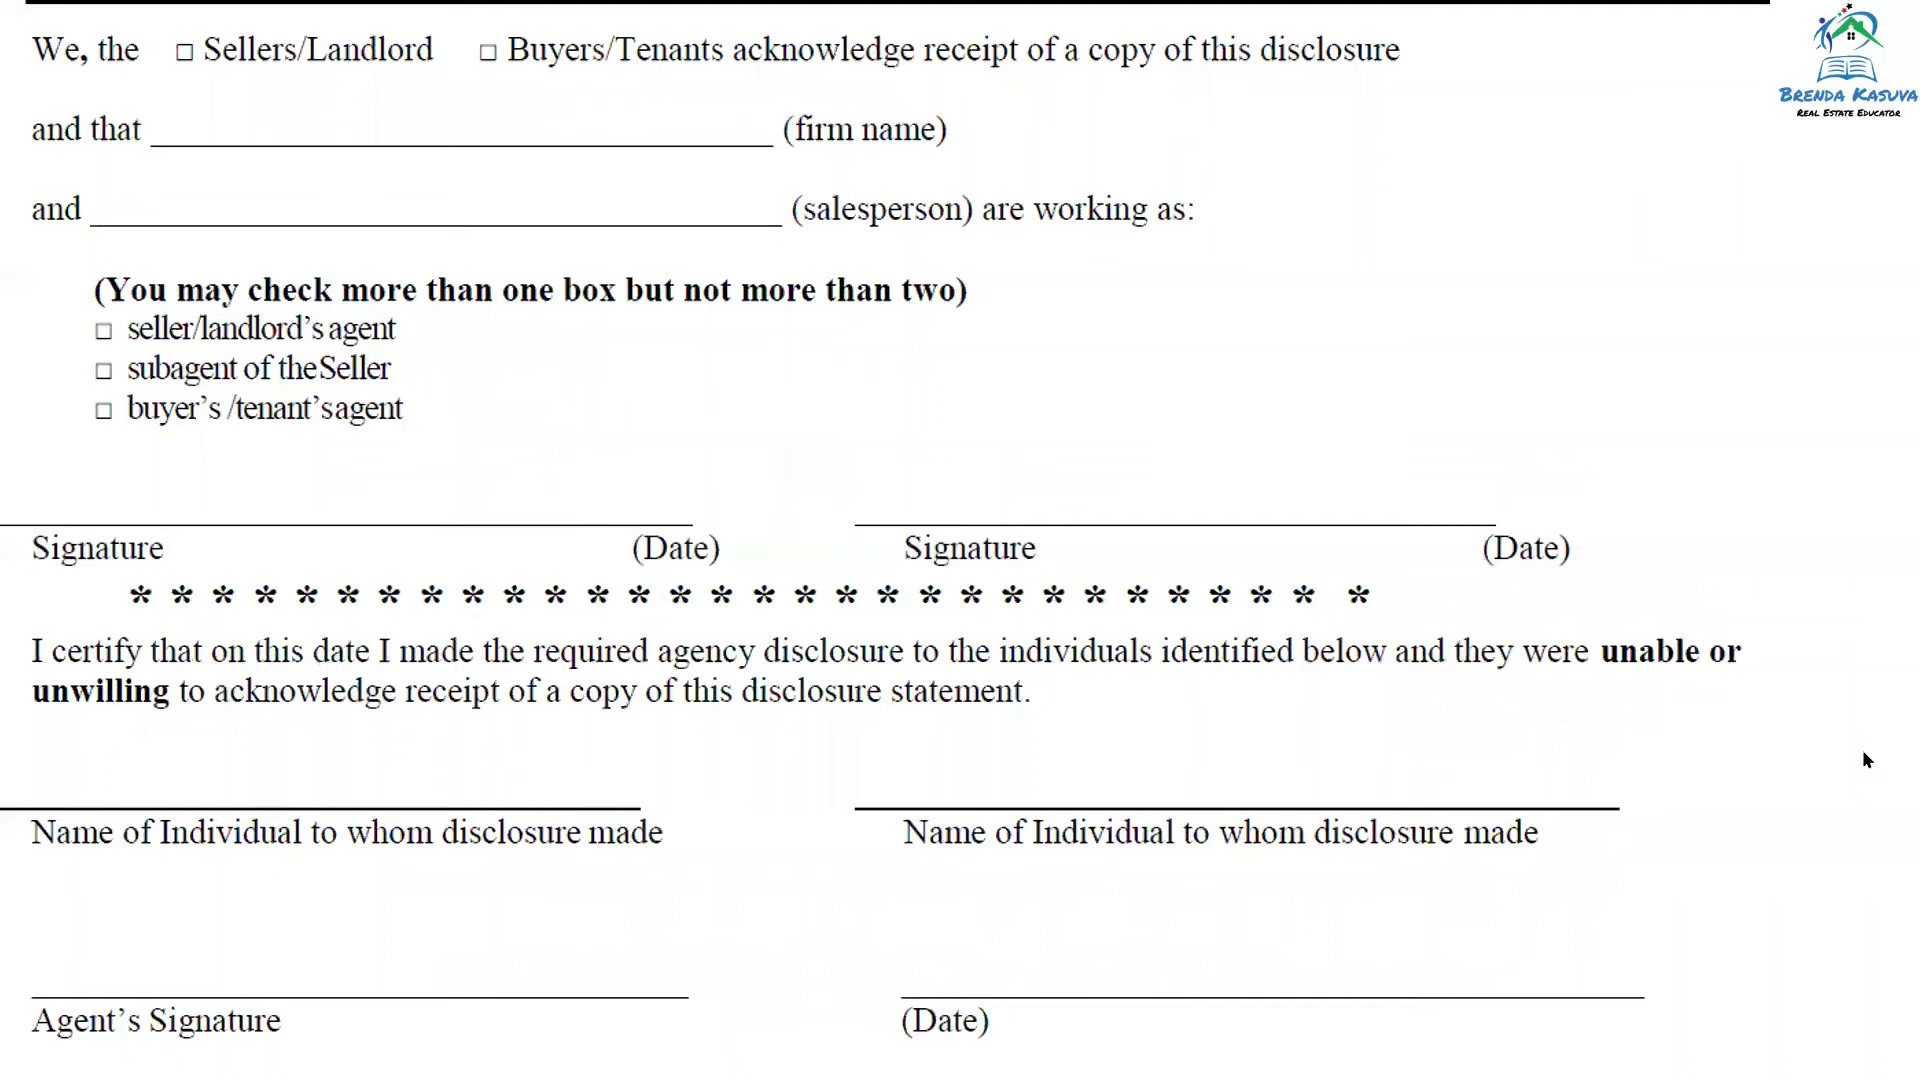 We, the □ Sellers/Landlord □ Buyers/Tenants acknowledge receipt of a copy of this disclosure
BRENDA KASUVA
REAL ESTATE EDUCATOR
and that ______________________ (firm name)
and ______________________ (salesperson) are working as:
(You may check more than one box but not more than two)
□ seller/landlord’s agent
□ subagent of the Seller
□ buyer’s /tenant’s agent
Signature (Date) Signature (Date)
* * * * * * * * * * * * * * * * * * * * * * * * * * * * * *
I certify that on this date I made the required agency disclosure to the individuals identified below and they were unable or
unwilling to acknowledge receipt of a copy of this disclosure statement.
Name of Individual to whom disclosure made Name of Individual to whom disclosure made
Agent’s Signature (Date)